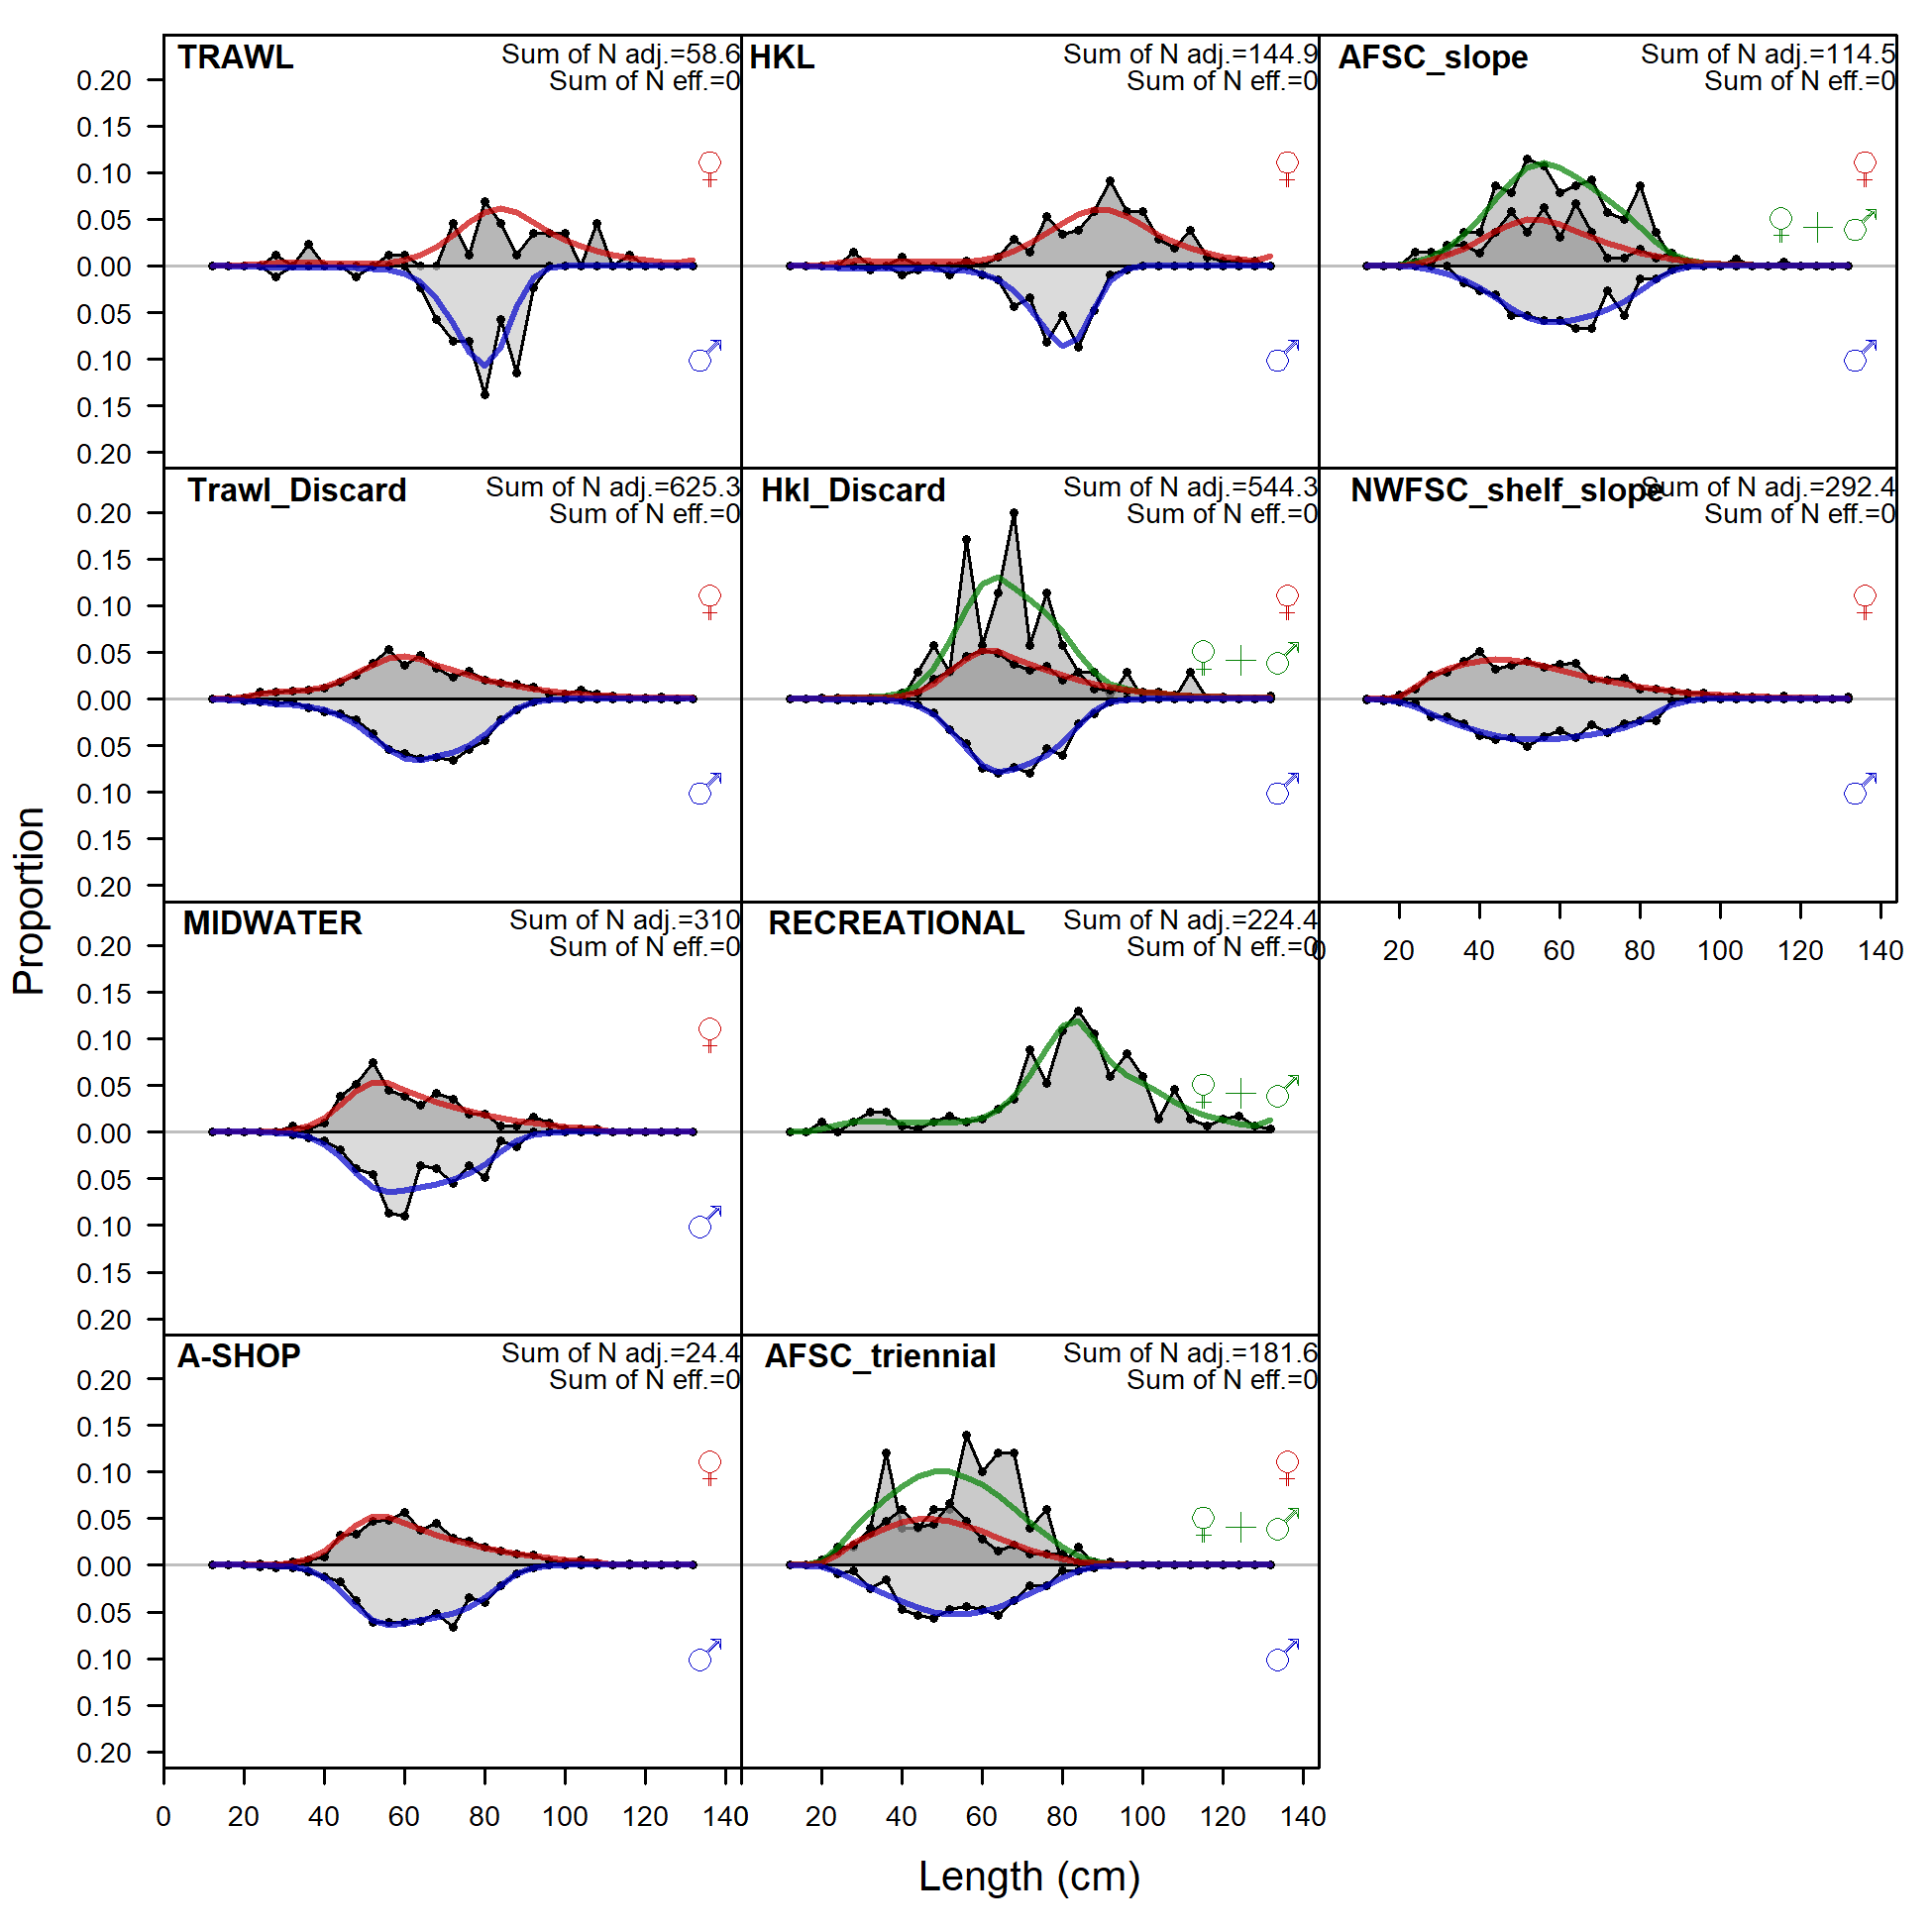 TRAWL
Sum of N adj.=58.6
Sum of N eff.=0
HKL
Sum of N adj.=144.9
Sum of N eff.=0
AFSC_slope
Sum of N adj.=114.5
Sum of N eff.=0
0.20
0.15
0.10
0.05
0.00
0.05
0.10
0.15
0.20
♀
♂
♀
♂
♀
♀ + ♂
♂
Trawl_Discard
Sum of N adj.=625.3
Sum of N eff.=0
Hkl_Discard
Sum of N adj.=544.3
Sum of N eff.=0
NWFSC_shelf_slope
Sum of N adj.=292.4
Sum of N eff.=0
0.20
0.15
0.10
0.05
0.00
0.05
0.10
0.15
0.20
♀
♂
♀
♀ + ♂
♂
♀
♂
0 20 40 60 80 100 120 140
Proportion
MIDWATER
Sum of N adj.=310
Sum of N eff.=0
RECREATIONAL
Sum of N adj.=224.4
Sum of N eff.=0
0.20
0.15
0.10
0.05
0.00
0.05
0.10
0.15
0.20
♀
♂
♀ + ♂
A-SHOP
Sum of N adj.=24.4
Sum of N eff.=0
AFSC_triennial
Sum of N adj.=181.6
Sum of N eff.=0
0.20
0.15
0.10
0.05
0.00
0.05
0.10
0.15
0.20
♀
♂
♀
♀ + ♂
♂
0 20 40 60 80 100 120 140 20 40 60 80 100 120 140
Length (cm)